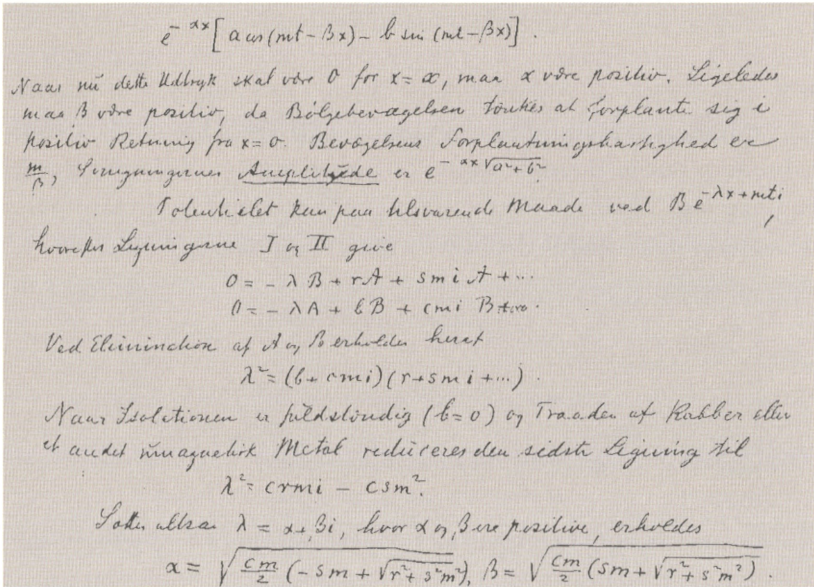 e^{-αx} [a cos (mt - βx) - b sin (mt - βx)].
Naar nu dette Udtryk skal være 0 for x = ∞, maa α være positiv. Ligeledes
maa β være positiv, da Bölgebevægelsen tænkes at forplante sig i
positiv Retning fra x = 0. Bevægelsens Forplantningshastighed er
m/β, Svingningernes Amplitude er e^{-αx √(a²+b²)}
Potentialet kan paa tilsvarende Maade ved B e^{-λx + mti},
hvorefter Ligningerne I og II give
0 = - λB + rA + smi A + ...
0 = - λA + bB + cmi B + ...
Ved Elimination af A og B erholdes heraf
λ² = (b + cmi) (r + smi + ...).
Naar Isolationen er fuldstændig (b = 0) og Traaden af Kobber eller
et andet umagnetisk Metal reduceres den sidste Ligning til
λ² = crmi - csm².
Sættes altsaa λ = α + βi, hvor α og β ere positive, erholdes
α = √(cm/2 (-sm + √(r² + s²m²)), β = √(cm/2 (sm + √(r² + s²m²)).